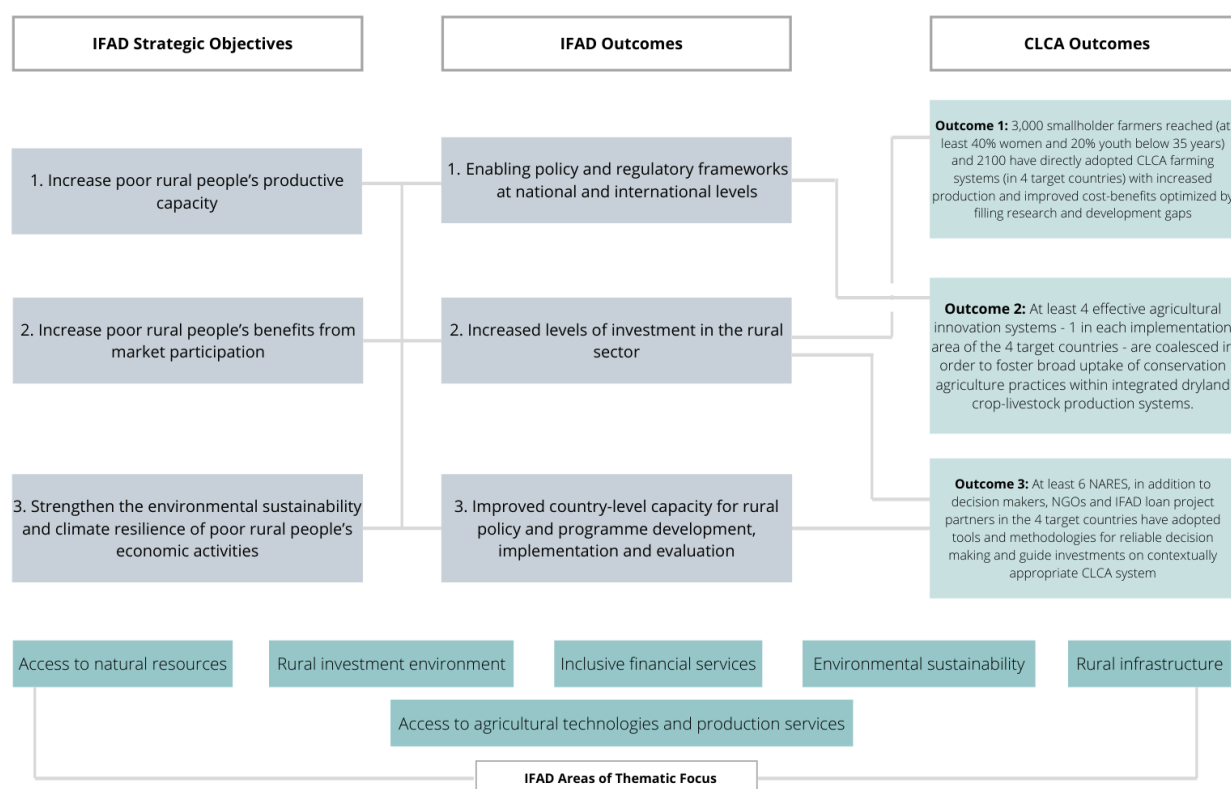 IFAD Strategic Objectives
IFAD Outcomes
CLCA Outcomes
1. Increase poor rural people’s productive
capacity
1. Enabling policy and regulatory frameworks
at national and international levels
Outcome 1: 3,000 smallholder farmers reached (at
least 40% women and 20% youth below 35 years)
and 2100 have directly adopted CLCA farming
systems (in 4 target countries) with increased
production and improved cost-benefits optimized by
filling research and development gaps
2. Increase poor rural people’s benefits from
market participation
2. Increased levels of investment in the rural
sector
Outcome 2: At least 4 effective agricultural
innovation systems - 1 in each implementation
area of the 4 target countries - are coalesced in
order to foster broad uptake of conservation
agriculture practices within integrated dryland
crop-livestock production systems.
3. Strengthen the environmental sustainability
and climate resilience of poor rural people’s
economic activities
3. Improved country-level capacity for rural
policy and programme development,
implementation and evaluation
Outcome 3: At least 6 NARES, in addition to
decision makers, NGOs and IFAD loan project
partners in the 4 target countries have adopted
tools and methodologies for reliable decision
making and guide investments on contextually
appropriate CLCA system
Access to natural resources
Rural investment environment
Inclusive financial services
Environmental sustainability
Rural infrastructure
Access to agricultural technologies and production services
IFAD Areas of Thematic Focus